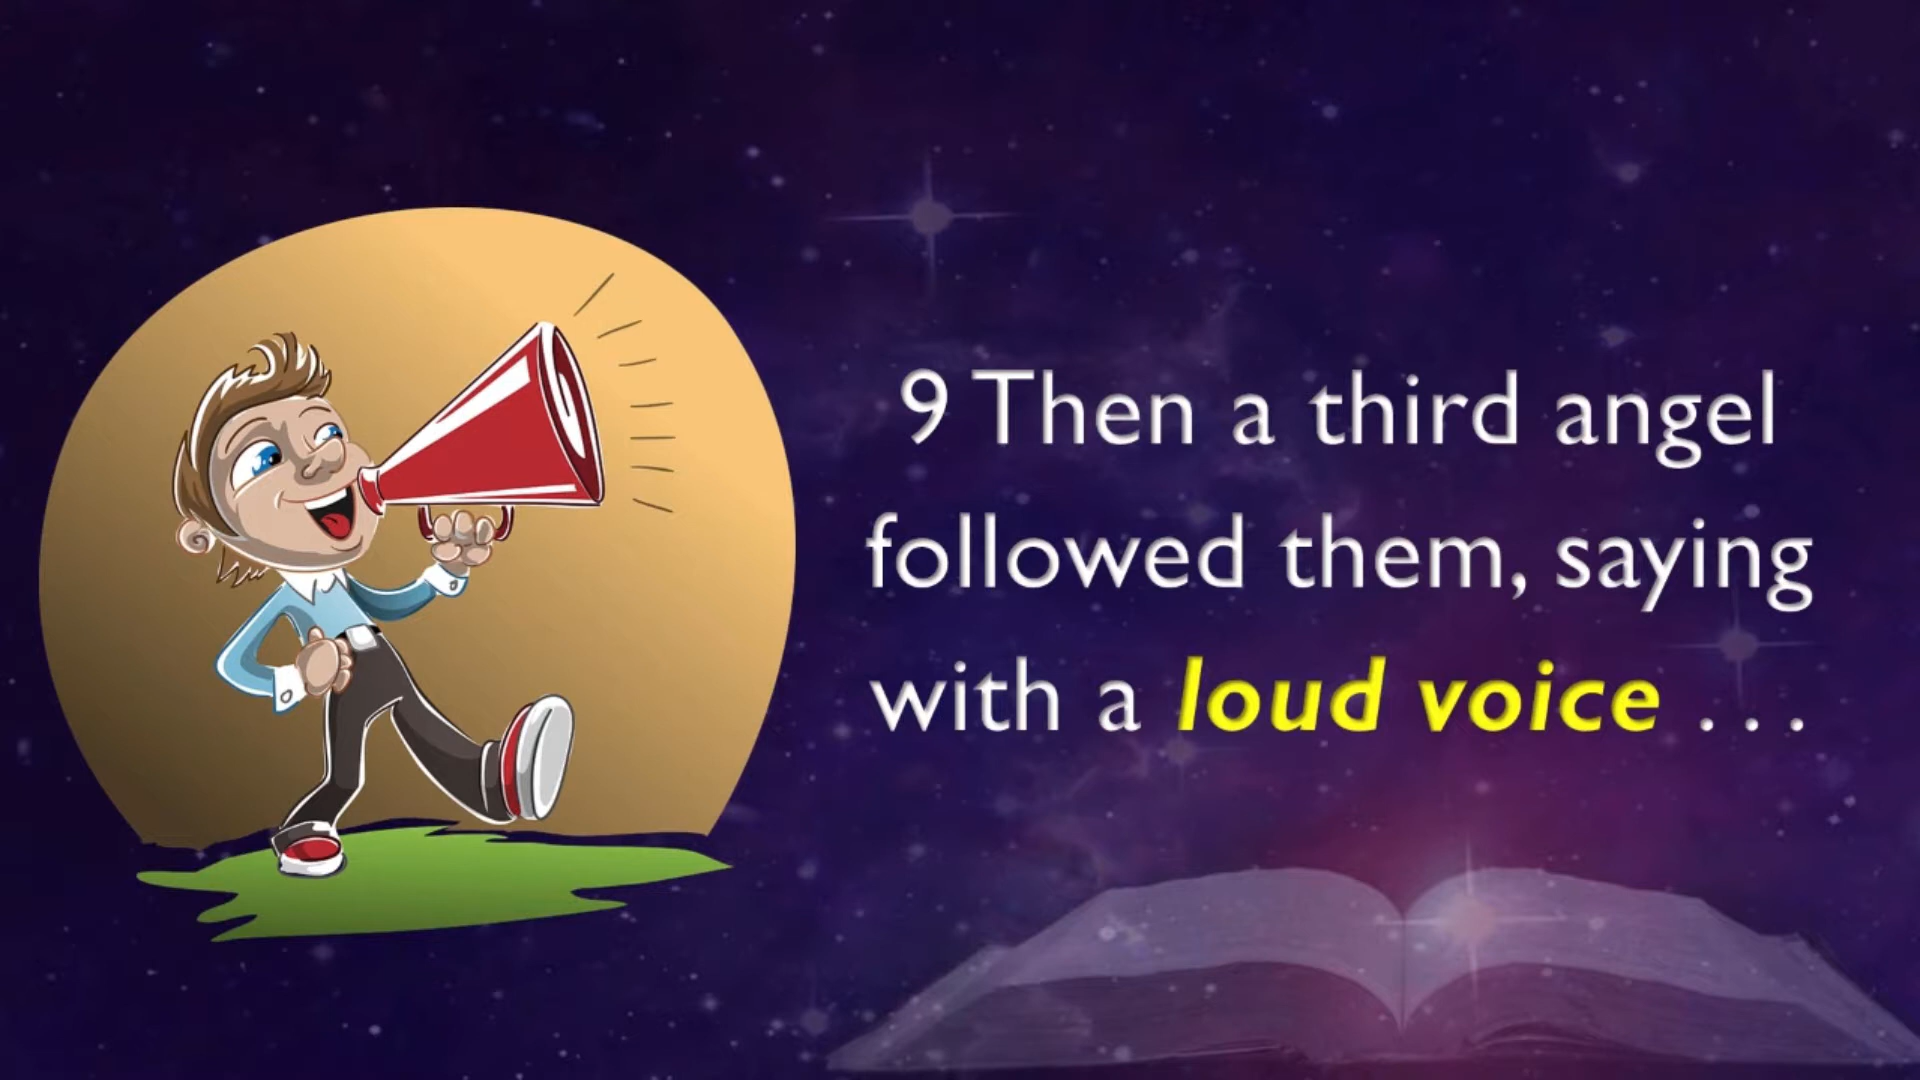 9 Then a third angel
followed them, saying
with a loud voice . . .